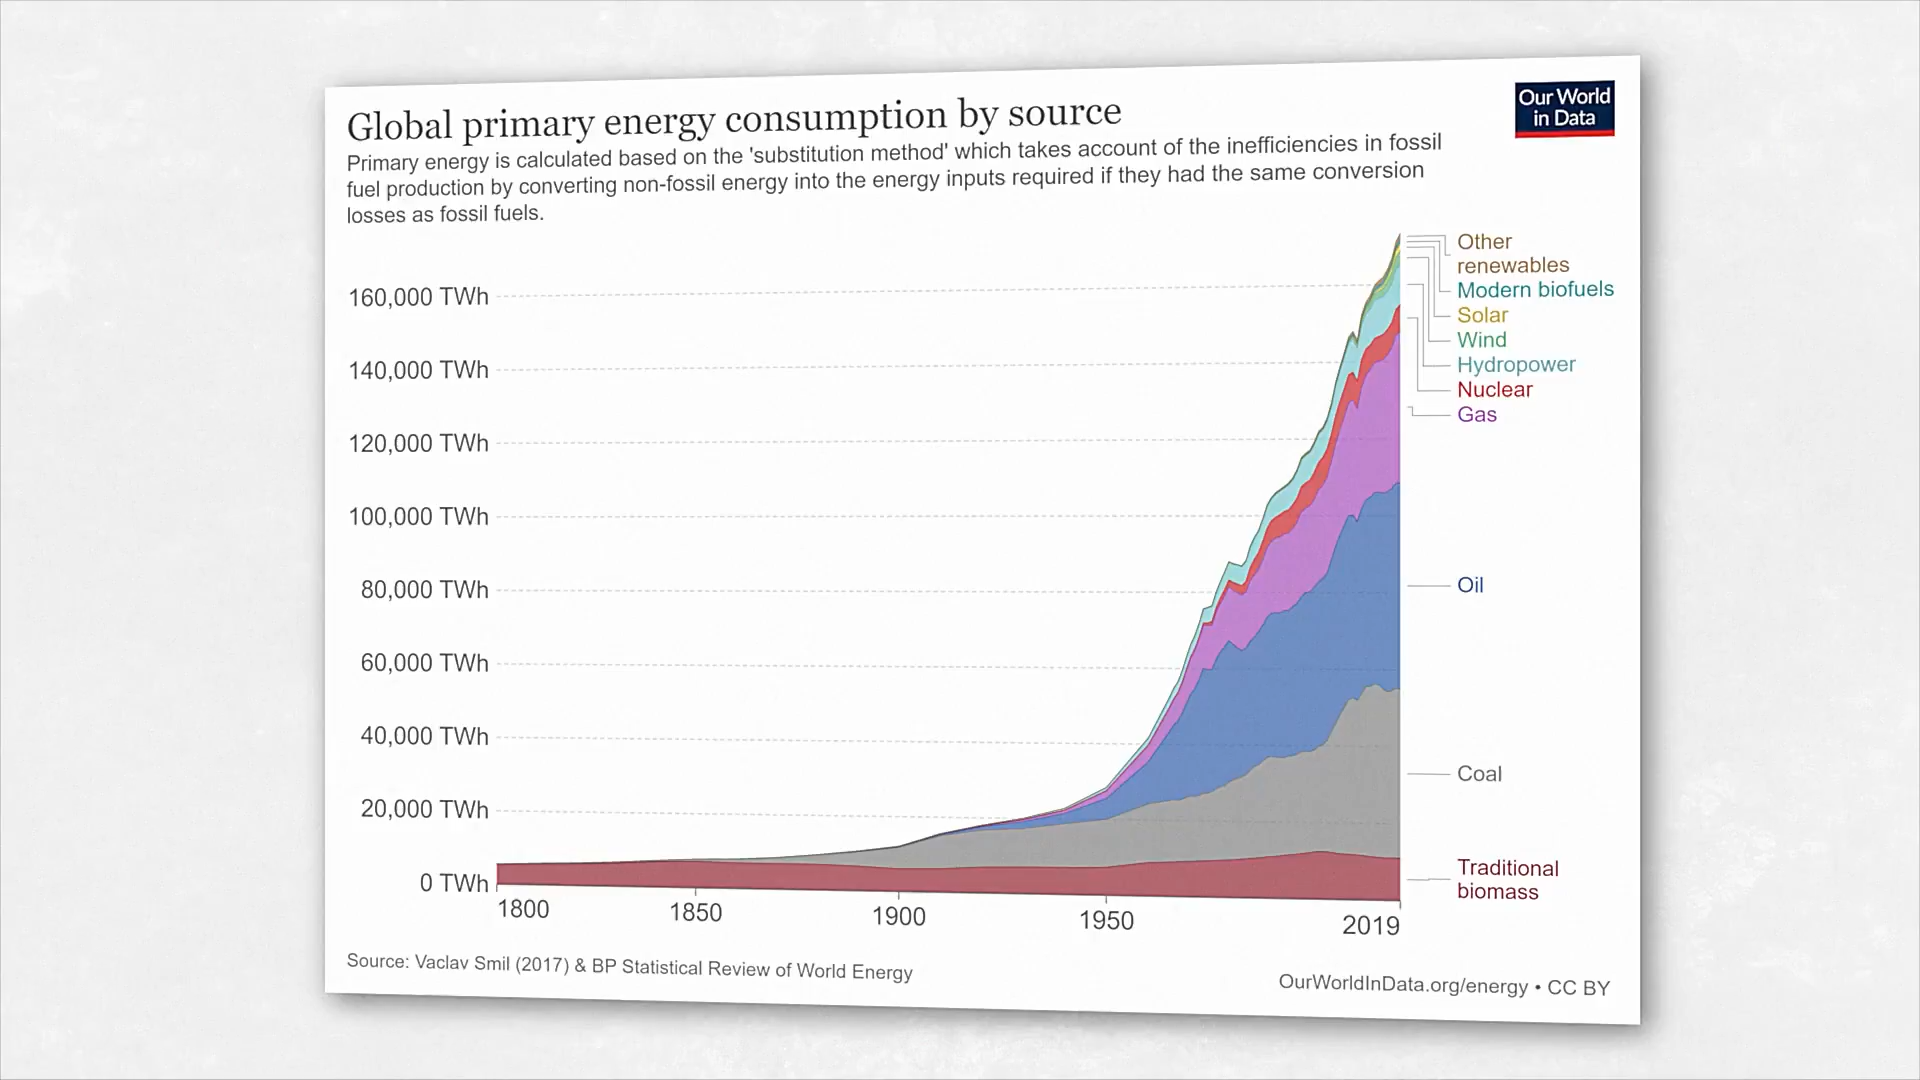 Global primary energy consumption by source
Our World
in Data
Primary energy is calculated based on the 'substitution method' which takes account of the inefficiencies in fossil
fuel production by converting non-fossil energy into the energy inputs required if they had the same conversion
losses as fossil fuels.
160,000 TWh
140,000 TWh
120,000 TWh
100,000 TWh
80,000 TWh
60,000 TWh
40,000 TWh
20,000 TWh
0 TWh
1800
1850
1900
1950
2019
Other
renewables
Modern biofuels
Solar
Wind
Hydropower
Nuclear
Gas
Oil
Coal
Traditional
biomass
Source: Vaclav Smil (2017) & BP Statistical Review of World Energy
OurWorldInData.org/energy • CC BY